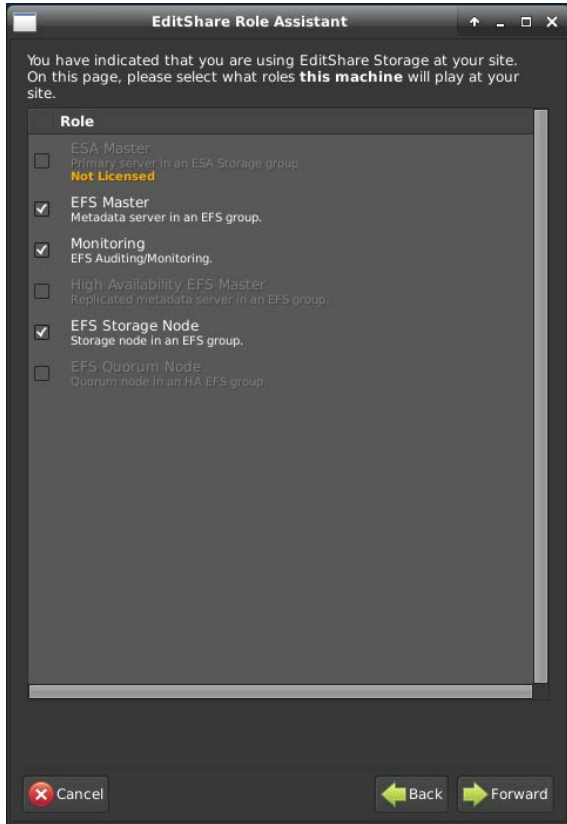 EditShare Role Assistant
You have indicated that you are using EditShare Storage at your site.
On this page, please select what roles this machine will play at your
site.
Role
ESA Master
Primary server in an ESA Storage group.
Not Licensed
EFS Master
Metadata server in an EFS group.
Monitoring
EFS Auditing/Monitoring.
High Availability EFS Master
Replicated metadata server in an EFS group.
EFS Storage Node
Storage node in an EFS group.
EFS Quorum Node
Quorum node in an HA EFS group.
Cancel
Back
Forward